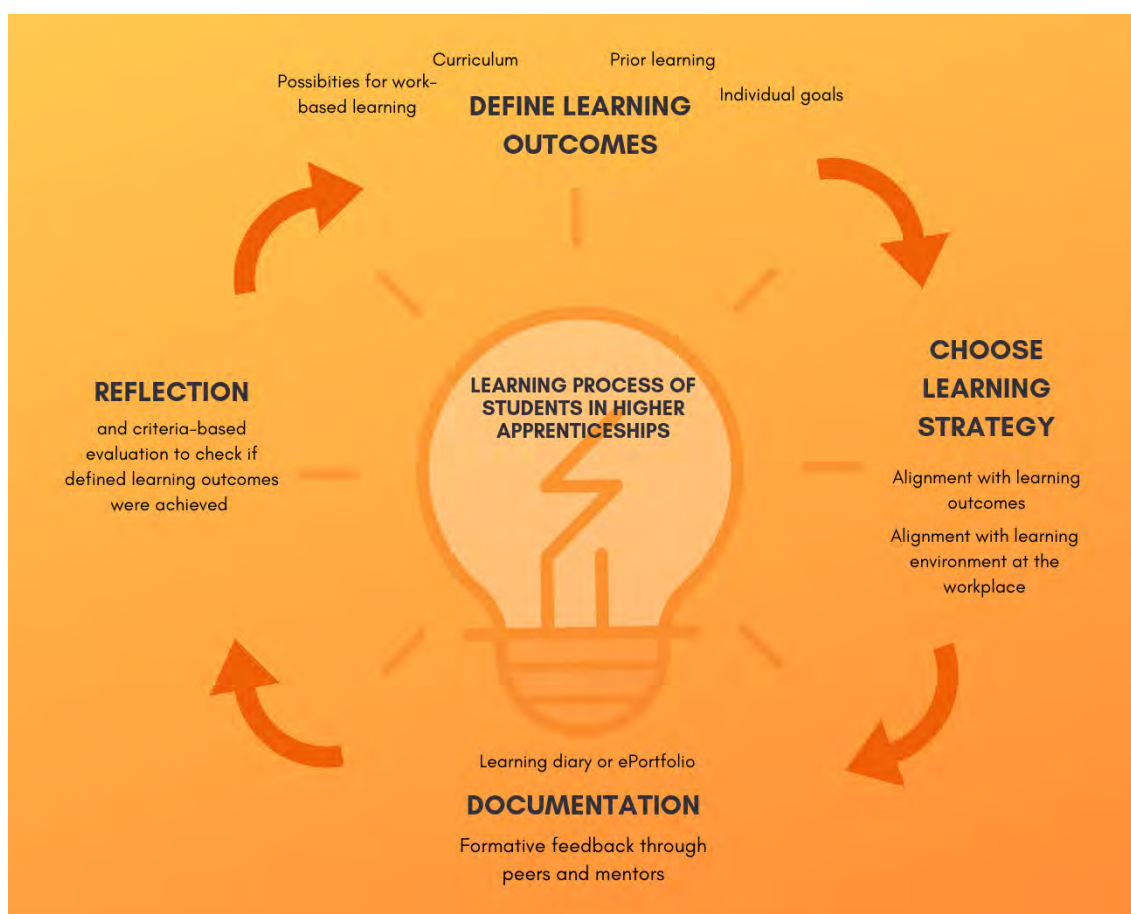 Curriculum
Prior learning
Possibities for work-
based learning
Individual goals
DEFINE LEARNING
OUTCOMES
CHOOSE
LEARNING
STRATEGY
Alignment with learning
outcomes
Alignment with learning
environment at the
workplace
LEARNING PROCESS OF
STUDENTS IN HIGHER
APPRENTICESHIPS
REFLECTION
and criteria-based
evaluation to check if
defined learning outcomes
were achieved
Learning diary or ePortfolio
DOCUMENTATION
Formative feedback through
peers and mentors